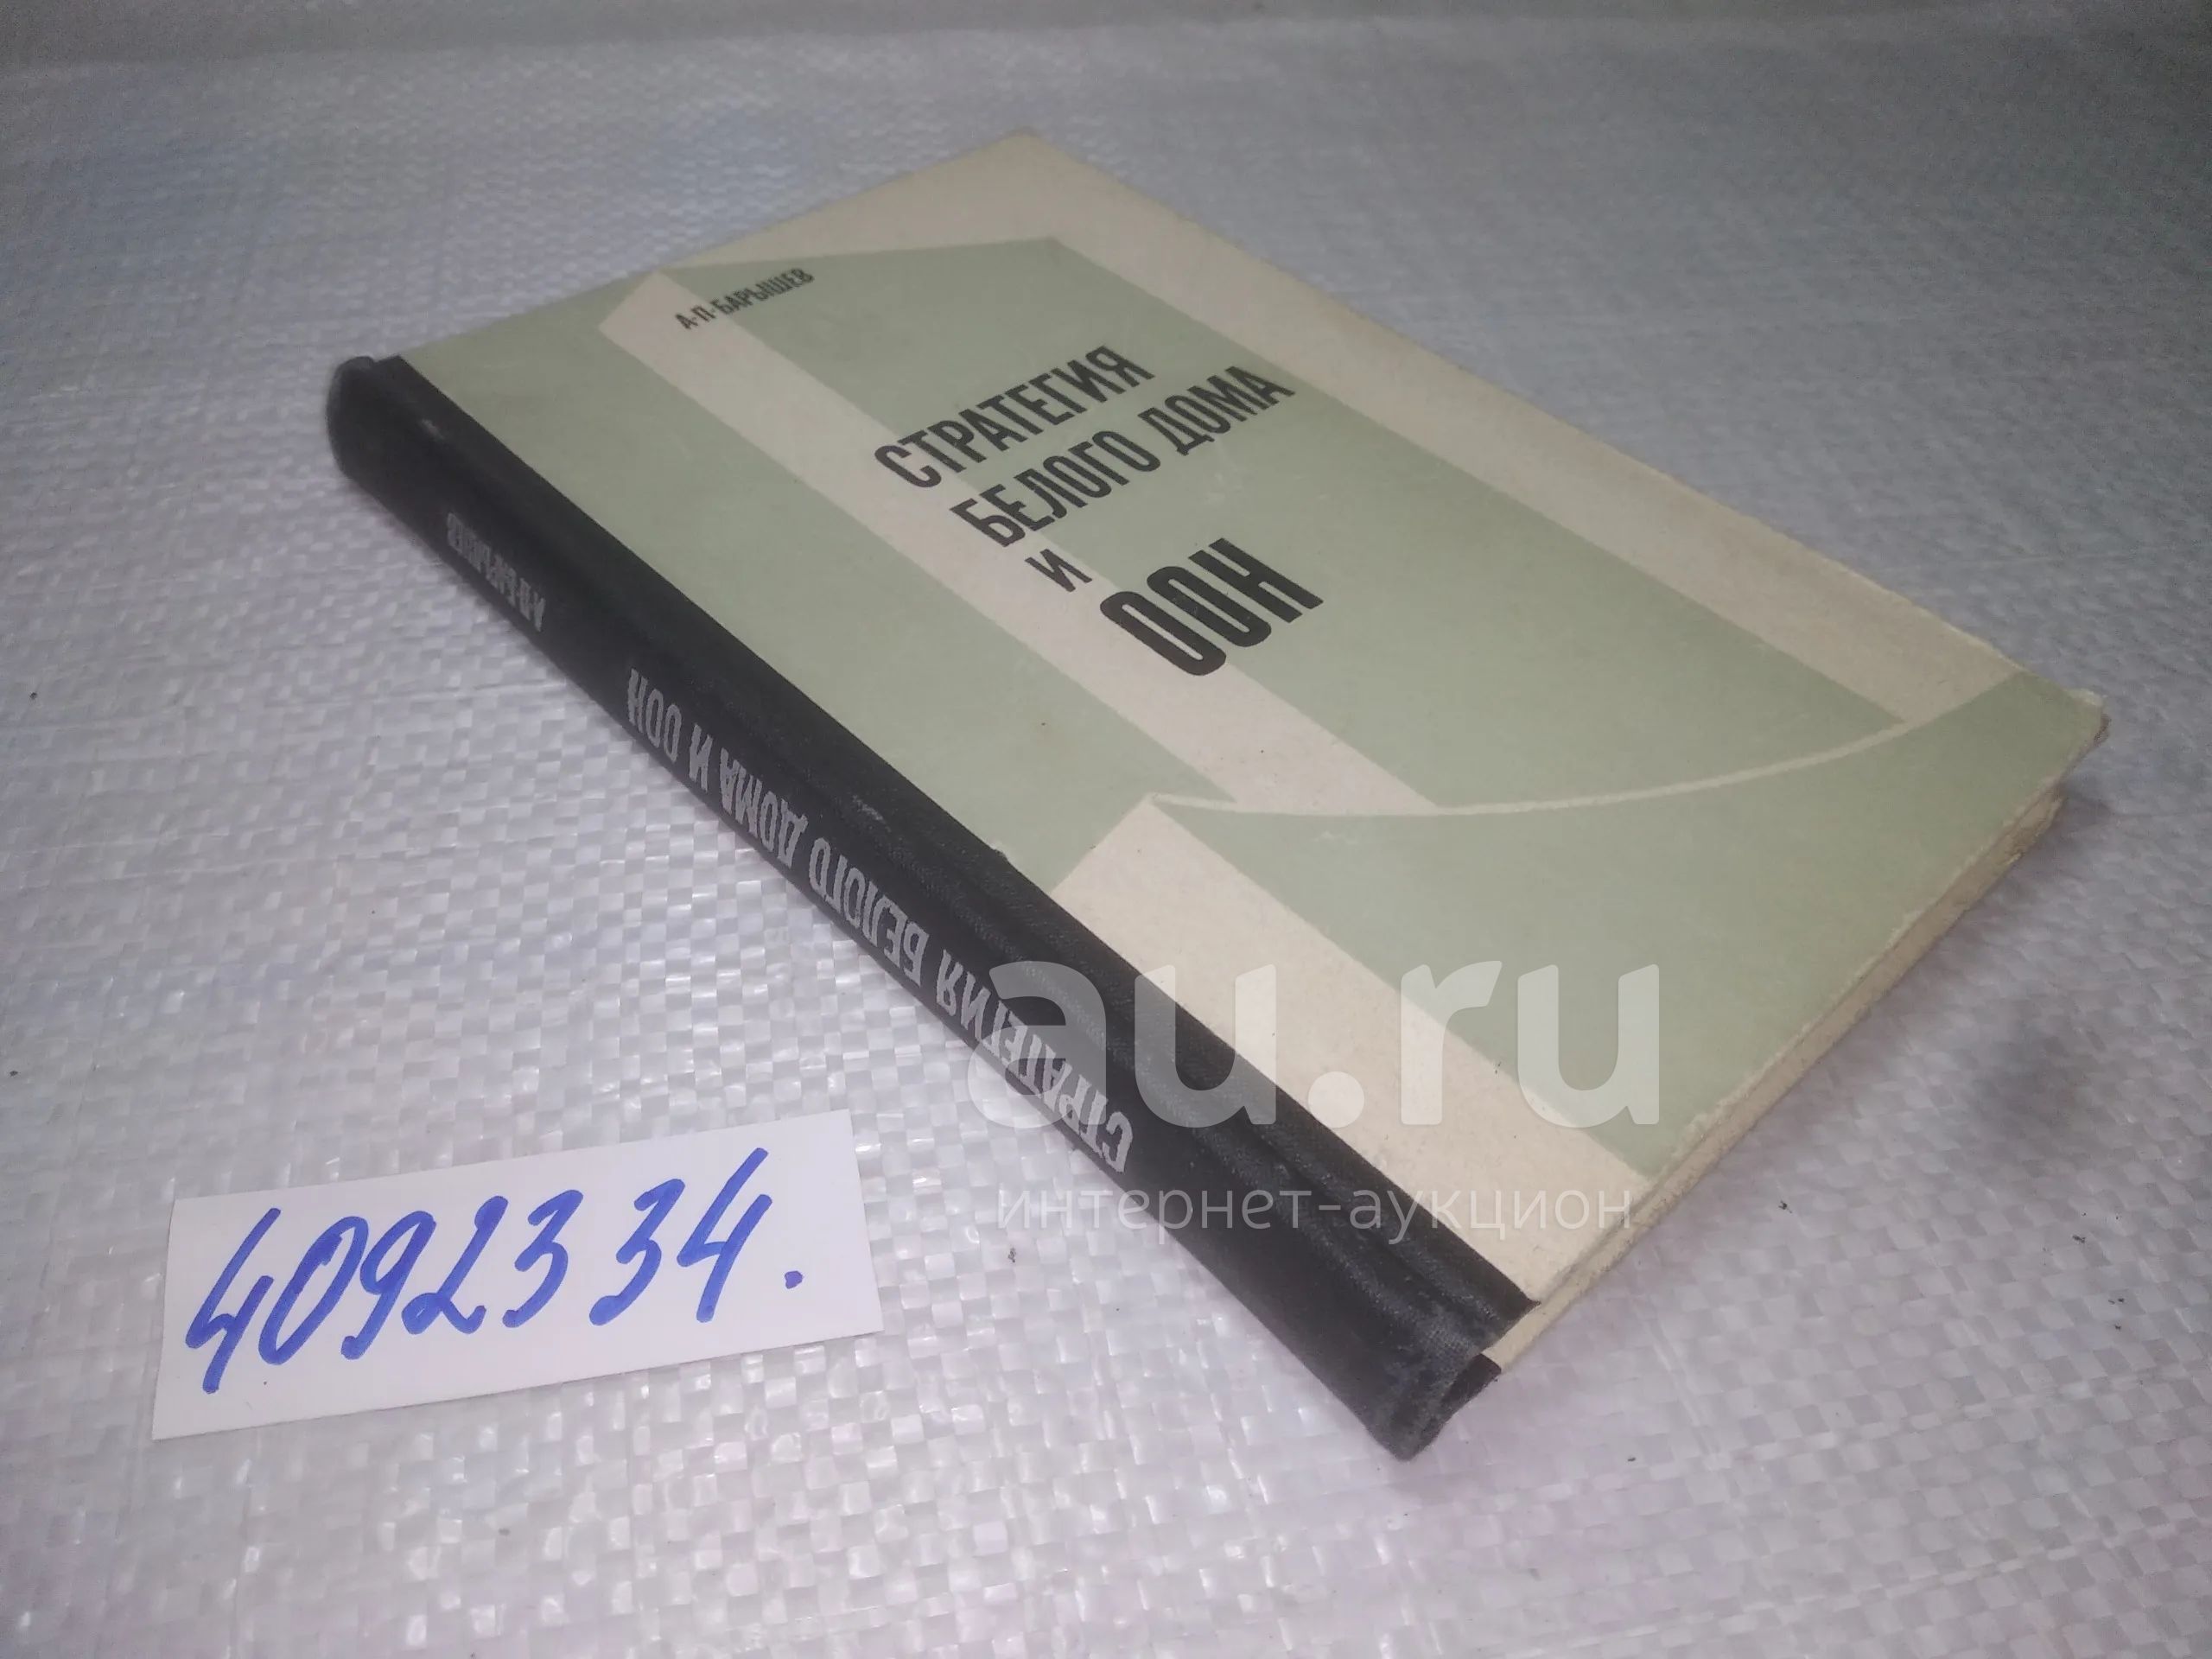 А·П·БАРЫШЕВ
СТРАТЕГИЯ
БЕЛОГО ДОМА
И
ООН
А.П.БАРЫШЕВ
СТРАТЕГИЯ БЕЛОГО ДОМА И ООН
4092334.
au.ru
интернет-аукцион